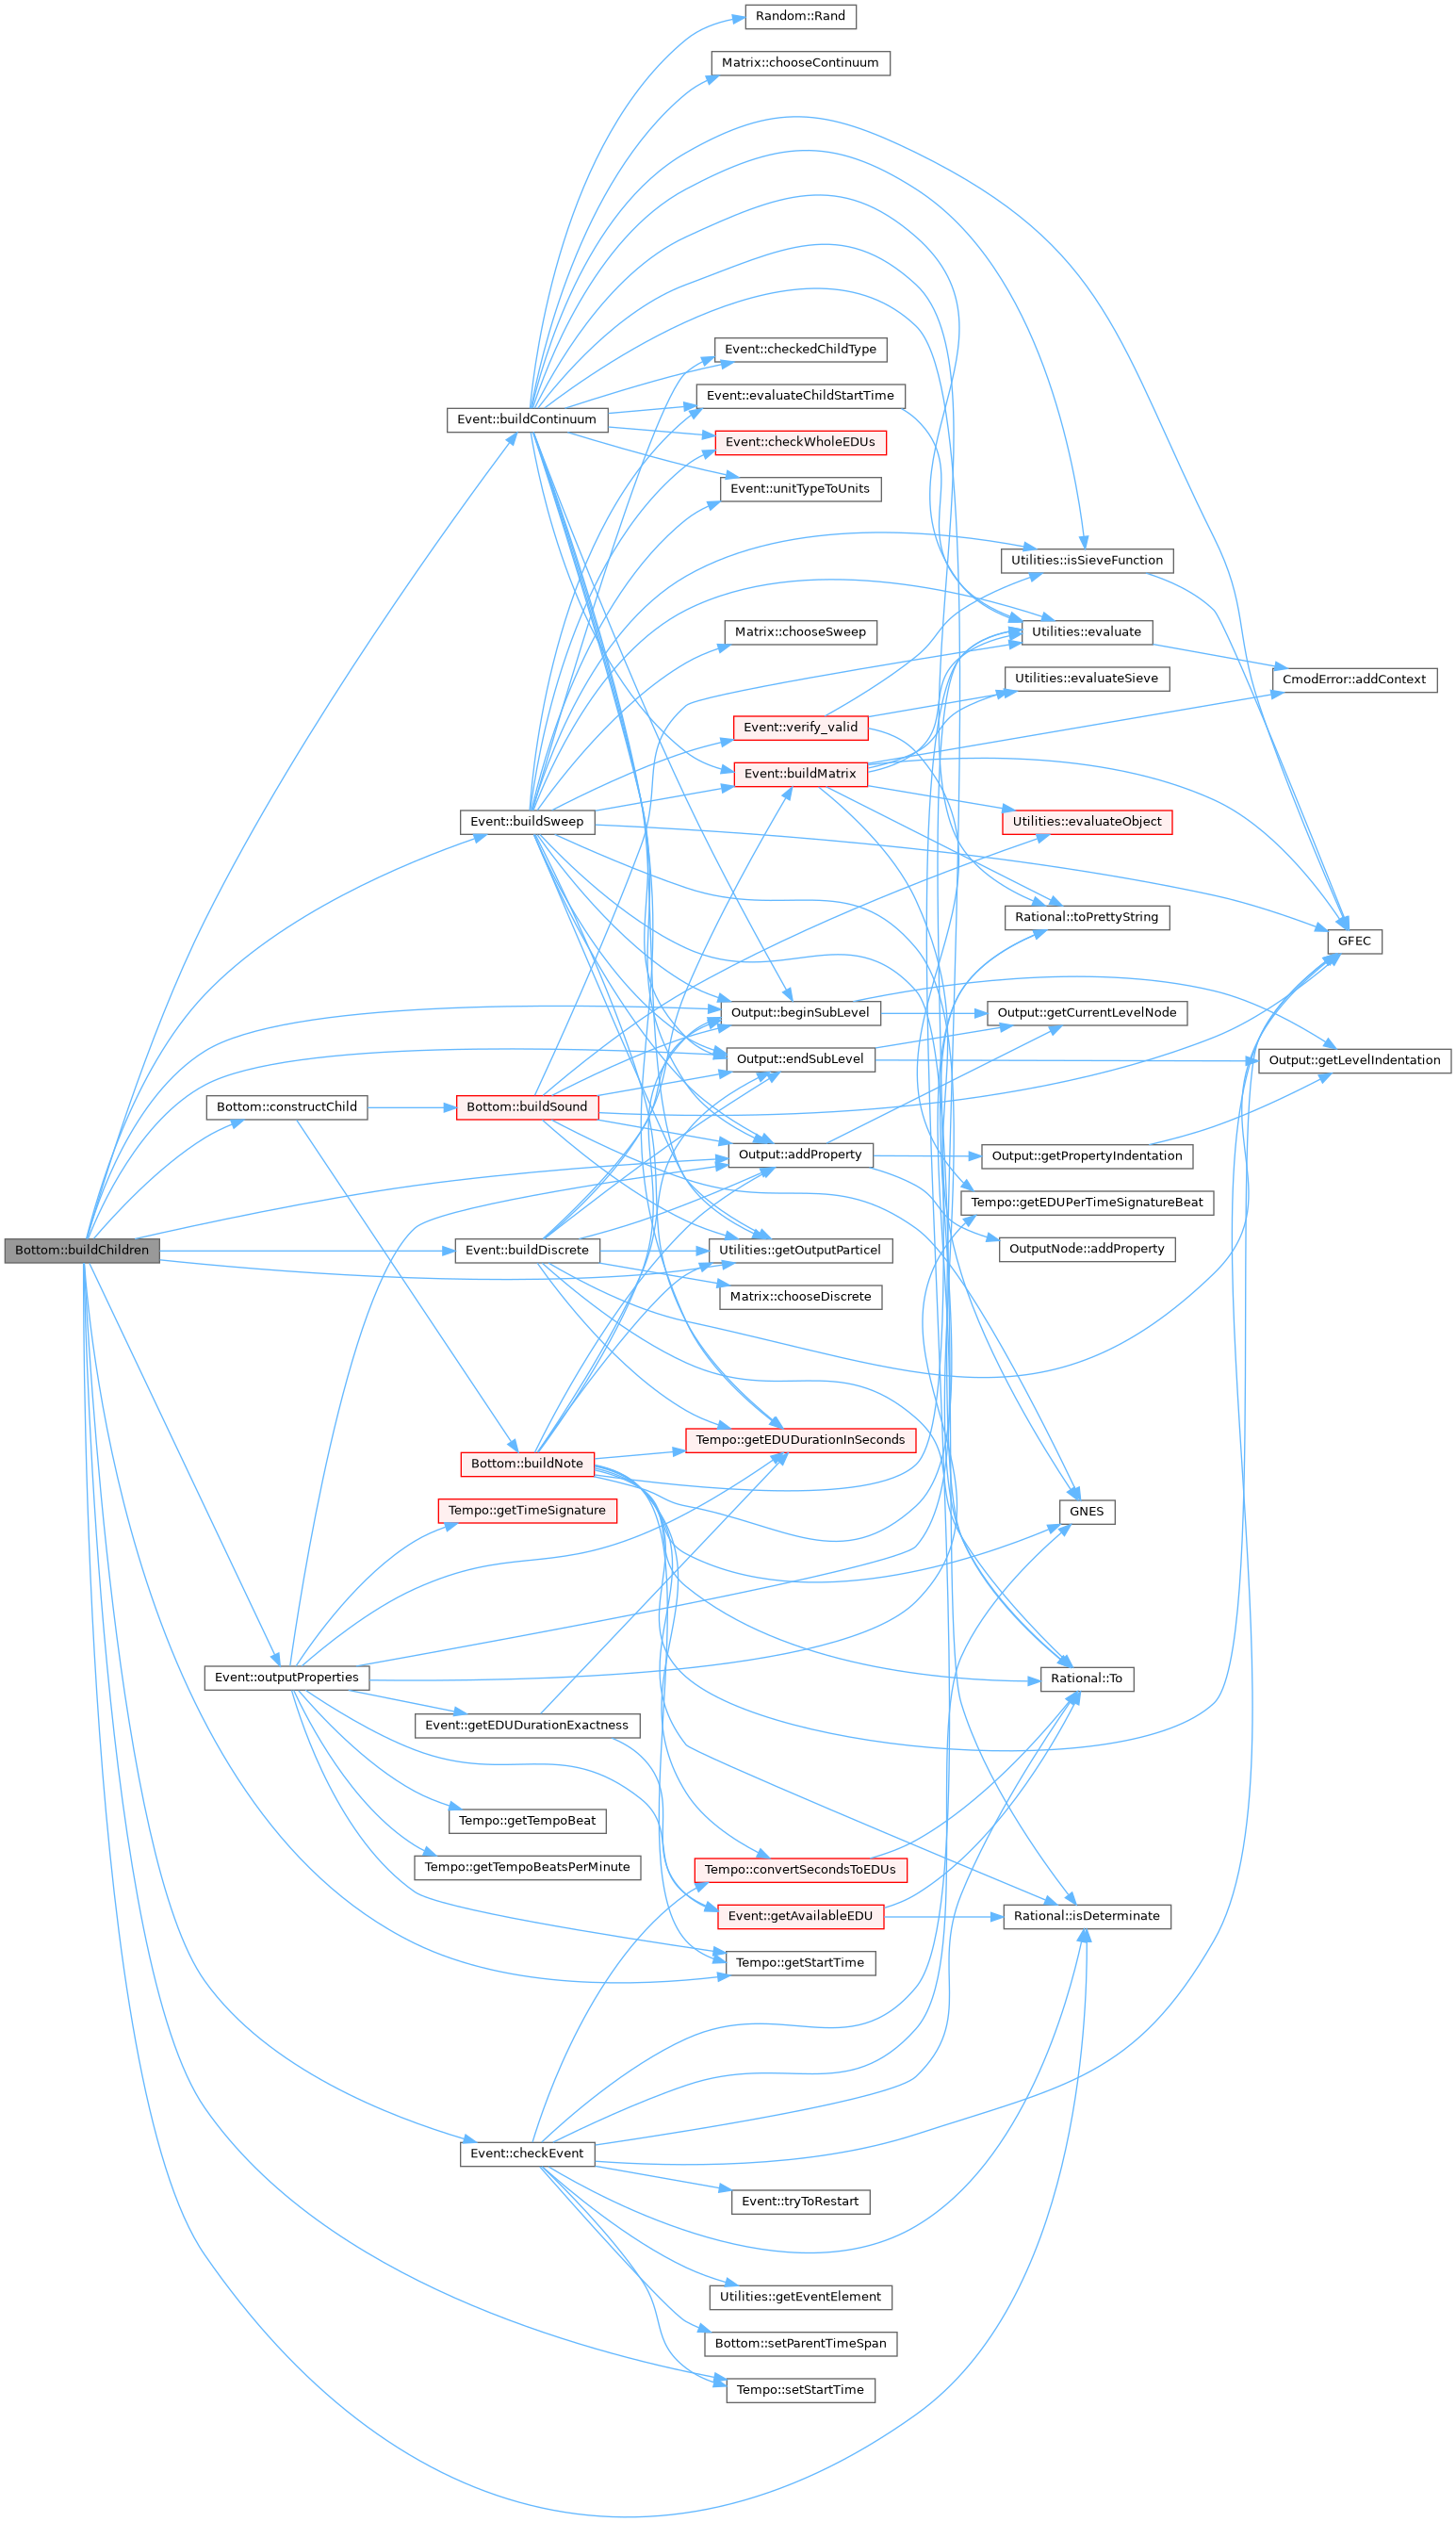 Random::Rand
Matrix::chooseContinuum
Event::checkedChildType
Event::evaluateChildStartTime
Event::buildContinuum
Event::checkWholeEDUs
Event::unitTypeToUnits
Utilities::isSieveFunction
Matrix::chooseSweep
Utilities::evaluate
Utilities::evaluateSieve
CmodError::addContext
Event::verify_valid
Event::buildMatrix
Event::buildSweep
Utilities::evaluateObject
Rational::toPrettyString
GFEC
Output::beginSubLevel
Output::getCurrentLevelNode
Output::endSubLevel
Output::getLevelIndentation
Bottom::constructChild
Bottom::buildSound
Output::addProperty
Output::getPropertyIndentation
Tempo::getEDUPerTimeSignatureBeat
Bottom::buildChildren
Event::buildDiscrete
Utilities::getOutputParticel
OutputNode::addProperty
Matrix::chooseDiscrete
Tempo::getEDUDurationInSeconds
Bottom::buildNote
Tempo::getTimeSignature
GNES
Event::outputProperties
Rational::To
Event::getEDUDurationExactness
Tempo::getTempoBeat
Tempo::getTempoBeatsPerMinute
Tempo::convertSecondsToEDUs
Event::getAvailableEDU
Rational::isDeterminate
Tempo::getStartTime
Event::checkEvent
Event::tryToRestart
Utilities::getEventElement
Bottom::setParentTimeSpan
Tempo::setStartTime